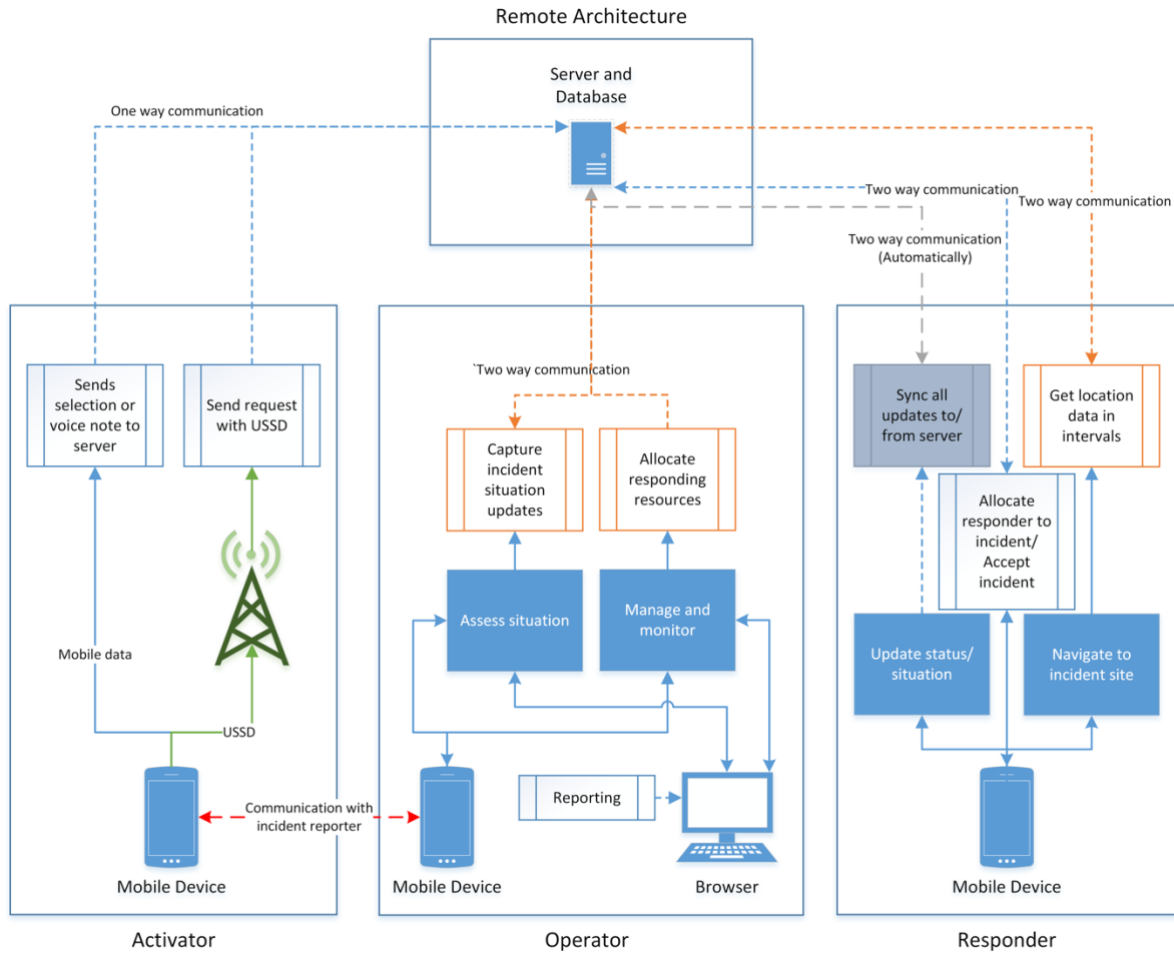 Remote Architecture
Server and
Database
One way communication
Two way communication
Two way communication
Two way communication
(Automatically)
`Two way communication
Sends
selection or
voice note to
server
Send request
with USSD
Capture
incident
situation
updates
Allocate
responding
resources
Sync all
updates to/
from server
Get location
data in
intervals
Allocate
responder to
incident/
Accept
incident
Assess situation
Manage and
monitor
Update status/
situation
Navigate to
incident site
Mobile data
USSD
Reporting
Communication with
incident reporter
Mobile Device
Mobile Device
Browser
Mobile Device
Activator
Operator
Responder